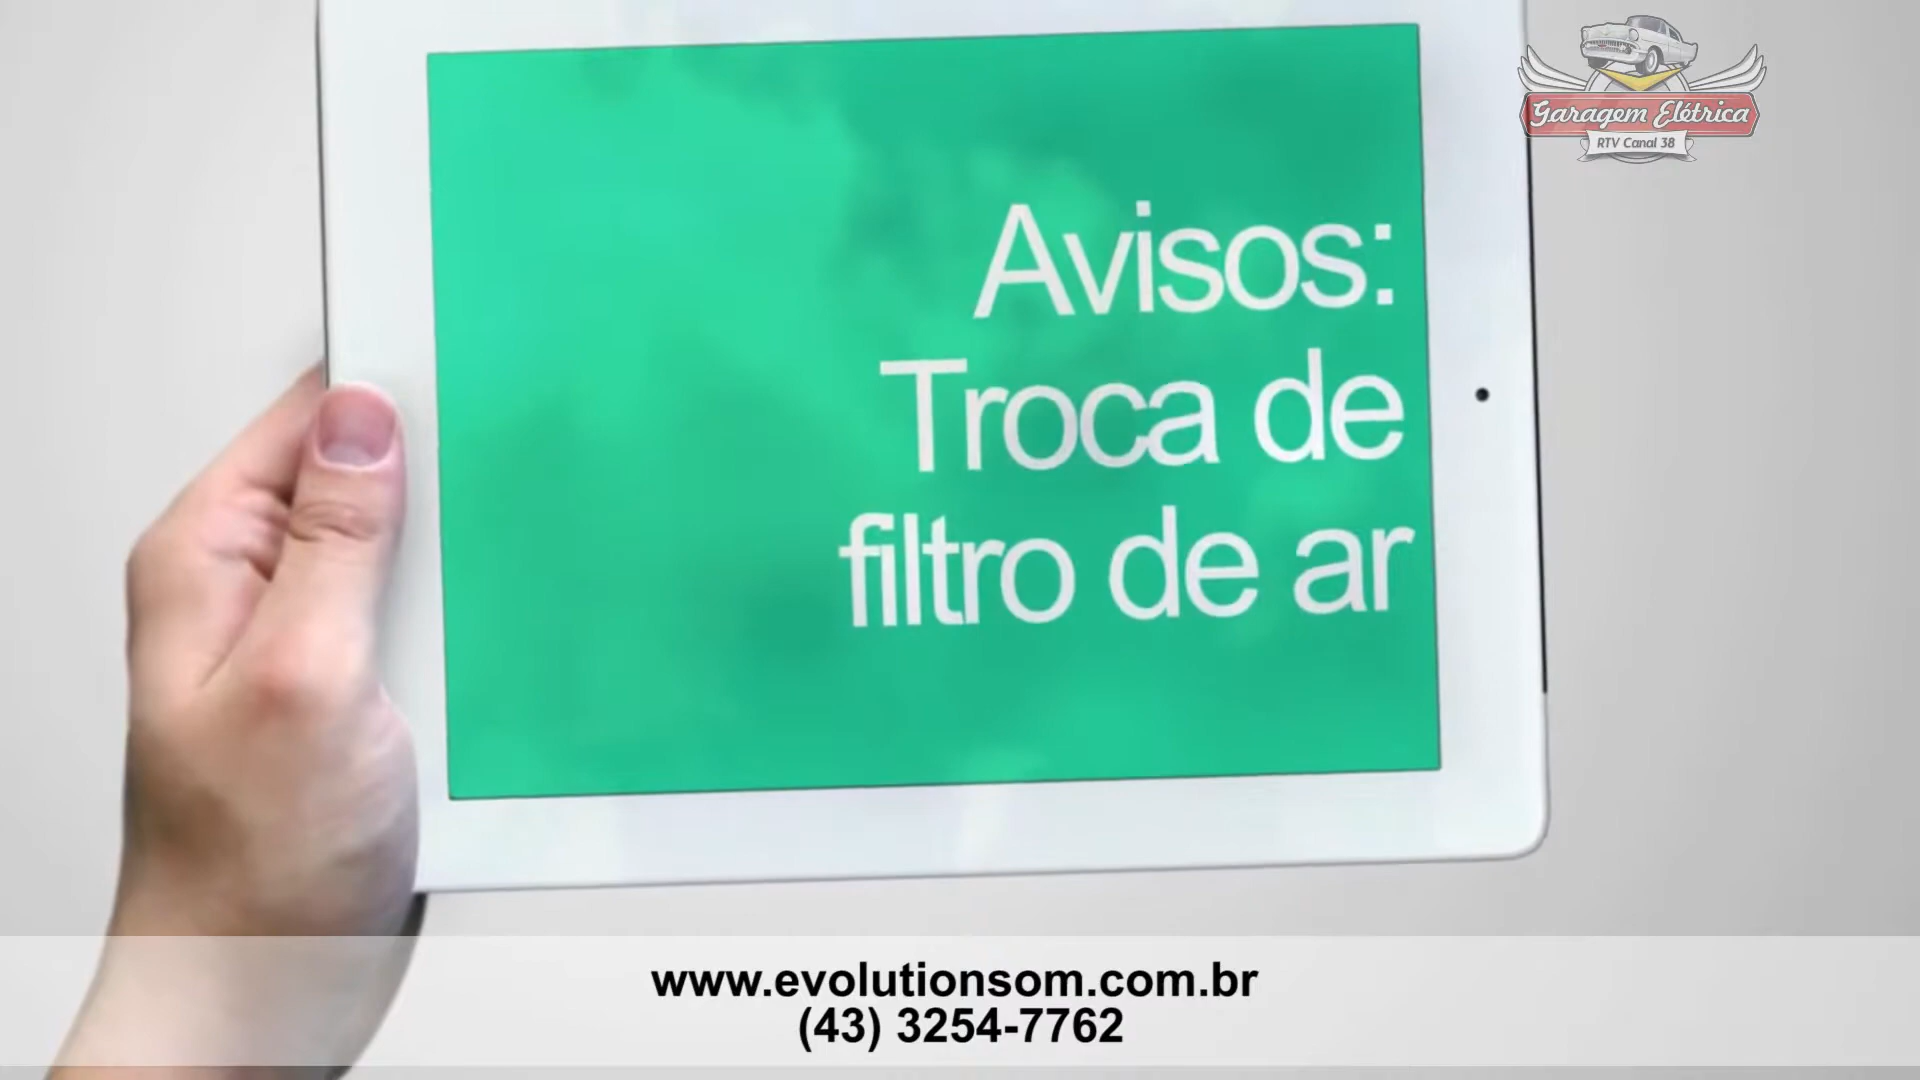 Garagem Elétrica
RTV Canal 38
Avisos:
Troca de
filtro de ar
www.evolutionsom.com.br
(43) 3254-7762